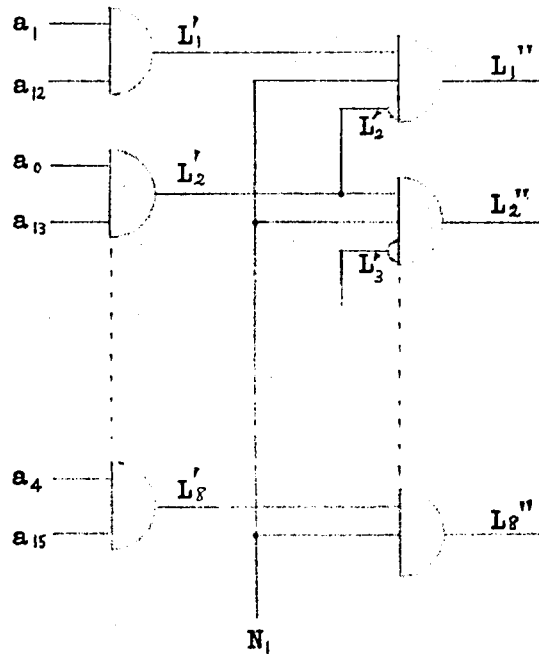 a₁ L₁' L₁''
a₁₂
L₂'
a₀ L₂' L₂''
a₁₃
L₃'
a₄ L₈' L₈''
a₁₅
N₁